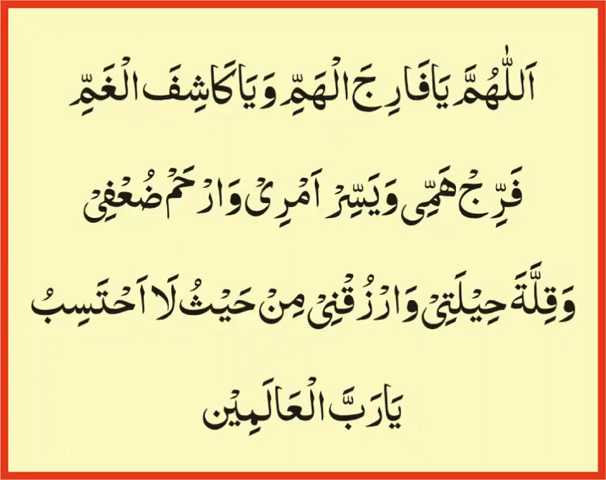 اَللّٰهُمَّ يَا فَارِجَ الْهَمِّ وَيَا كَاشِفَ الْغَمِّ
فَرِّجْ هَمِّى وَيَسِّرْ اَمْرِىْ وَارْحَمْ ضُعْفِىْ
وَقِلَّةَ حِيْلَتِىْ وَارْزُقْنِىْ مِنْ حَيْثُ لَا اَحْتَسِبُ
يَا رَبَّ الْعَالَمِيْن